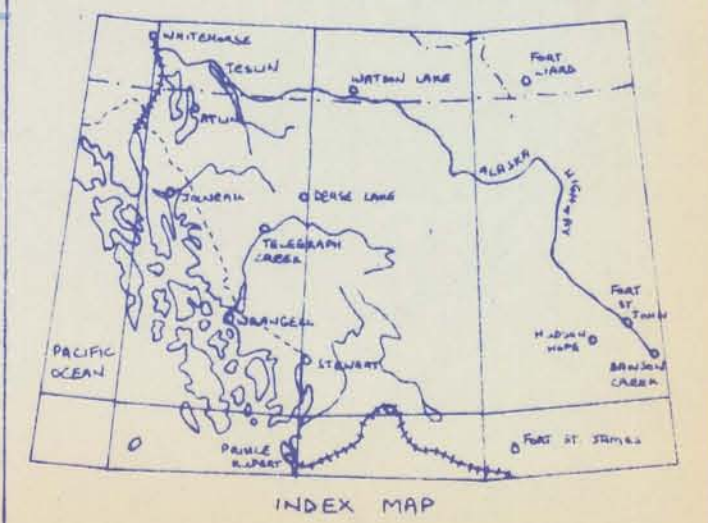 WHITEHORSE
TESLIN
WATSON LAKE
FORT
LIARD
ATLIN
ALASKA
HIGHWAY
DEASE LAKE
TELEGRAPH
CREEK
WRANGELL
FORT
ST
JOHN
HUDSON
HOPE
DAWSON
CREEK
PACIFIC
OCEAN
STEWART
PRINCE
RUPERT
FORT ST JAMES
INDEX MAP